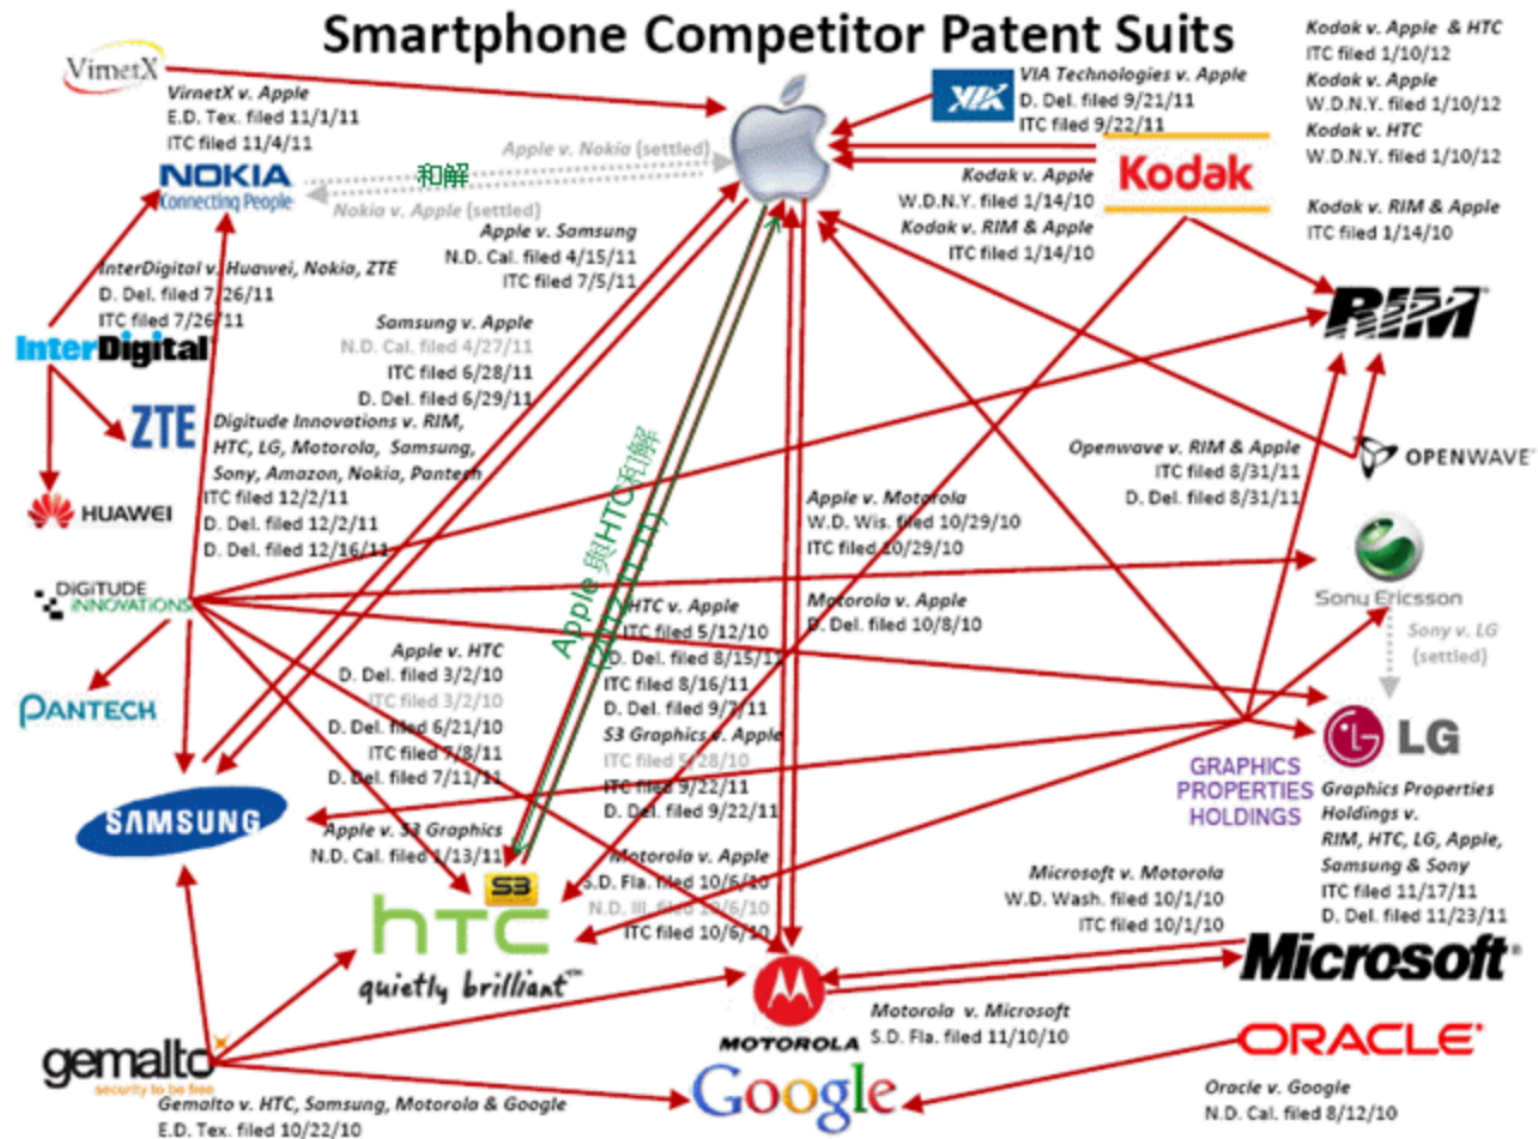 Smartphone Competitor Patent Suits
VirnetX
VirnetX v. Apple
E.D. Tex. filed 11/1/11
ITC filed 11/4/11
VIA
VIA Technologies v. Apple
D. Del. filed 9/21/11
ITC filed 9/22/11
Kodak v. Apple & HTC
ITC filed 1/10/12
Kodak v. Apple
W.D.N.Y. filed 1/10/12
Kodak v. HTC
W.D.N.Y. filed 1/10/12
Kodak v. RIM & Apple
ITC filed 1/14/10
Kodak
Kodak v. Apple
W.D.N.Y. filed 1/14/10
Kodak v. RIM & Apple
ITC filed 1/14/10
NOKIA
Connecting People
Apple v. Nokia (settled)
和解
Nokia v. Apple (settled)
Apple v. Samsung
N.D. Cal. filed 4/15/11
ITC filed 7/5/11
InterDigital v. Huawei, Nokia, ZTE
D. Del. filed 7/26/11
ITC filed 7/26/11
InterDigital
Samsung v. Apple
N.D. Cal. filed 4/27/11
ITC filed 6/28/11
D. Del. filed 6/29/11
RIM
ZTE
HUAWEI
Digitude Innovations v. RIM,
HTC, LG, Motorola, Samsung,
Sony, Amazon, Nokia, Pantech
ITC filed 12/2/11
D. Del. filed 12/2/11
D. Del. filed 12/16/11
DiGiTUDE
iNNOVATIONS
Openwave v. RIM & Apple
ITC filed 8/31/11
D. Del. filed 8/31/11
OPENWAVE
Apple v. Motorola
W.D. Wis. filed 10/29/10
ITC filed 10/29/10
Motorola v. Apple
D. Del. filed 10/8/10
Sony Ericsson
Sony v. LG
(settled)
Apple 與HTC和解
(2012.11.11)
HTC v. Apple
ITC filed 5/12/10
D. Del. filed 8/15/11
ITC filed 8/16/11
D. Del. filed 9/7/11
S3 Graphics v. Apple
ITC filed 5/28/10
ITC filed 9/22/11
D. Del. filed 9/22/11
Apple v. HTC
D. Del. filed 3/2/10
ITC filed 3/2/10
D. Del. filed 6/21/10
ITC filed 7/8/11
D. Del. filed 7/11/11
Apple v. S3 Graphics
N.D. Cal. filed 1/13/11
PANTECH
SAMSUNG
LG
GRAPHICS
PROPERTIES
HOLDINGS
Graphics Properties
Holdings v.
RIM, HTC, LG, Apple,
Samsung & Sony
ITC filed 11/17/11
D. Del. filed 11/23/11
S3
hTC
quietly brilliant™
Motorola v. Apple
S.D. Fla. filed 10/6/10
N.D. Ill. filed 10/6/10
ITC filed 10/6/10
Microsoft v. Motorola
W.D. Wash. filed 10/1/10
ITC filed 10/1/10
Microsoft®
MOTOROLA
Motorola v. Microsoft
S.D. Fla. filed 11/10/10
gemalto
security to be free
Gemalto v. HTC, Samsung, Motorola & Google
E.D. Tex. filed 10/22/10
Google
ORACLE
Oracle v. Google
N.D. Cal. filed 8/12/10